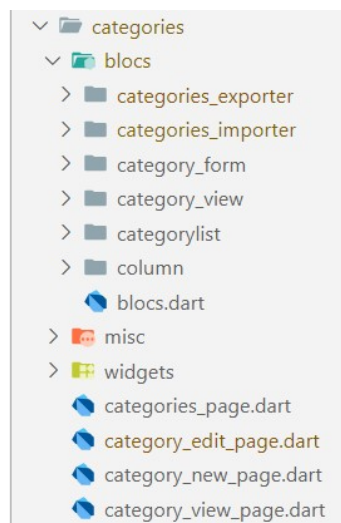 categories
blocs
categories_exporter
categories_importer
category_form
category_view
categorylist
column
blocs.dart
misc
widgets
categories_page.dart
category_edit_page.dart
category_new_page.dart
category_view_page.dart